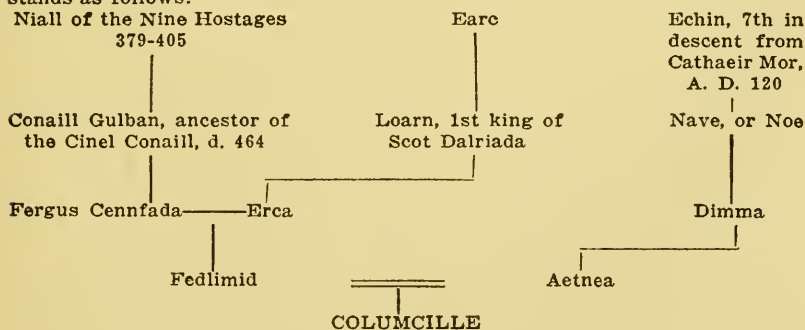 stands as follows:
Niall of the Nine Hostages
379-405
Earc
Echin, 7th in
descent from
Cathaeir Mor,
A. D. 120
Conaill Gulban, ancestor of
the Cinel Conaill, d. 464
Loarn, 1st king of
Scot Dalriada
Nave, or Noe
Fergus Cennfada Erca
Dimma
Fedlimid
Aetnea
COLUMCILLE